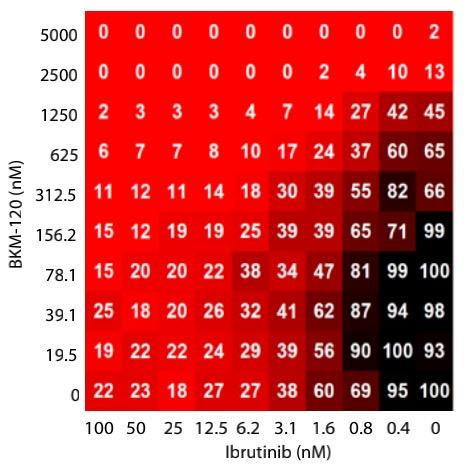 5000 0 0 0 0 0 0 0 0 0 2
2500 0 0 0 0 0 0 2 4 10 13
1250 2 3 3 3 4 7 14 27 42 45
625 6 7 7 8 10 17 24 37 60 65
312.5 11 12 11 14 18 30 39 55 82 66
156.2 15 12 19 19 25 39 39 65 71 99
78.1 15 20 20 22 38 34 47 81 99 100
39.1 25 18 20 26 32 41 62 87 94 98
19.5 19 22 22 24 29 39 56 90 100 93
0 22 23 18 27 27 38 60 69 95 100
100 50 25 12.5 6.2 3.1 1.6 0.8 0.4 0
Ibrutinib (nM)
BKM-120 (nM)